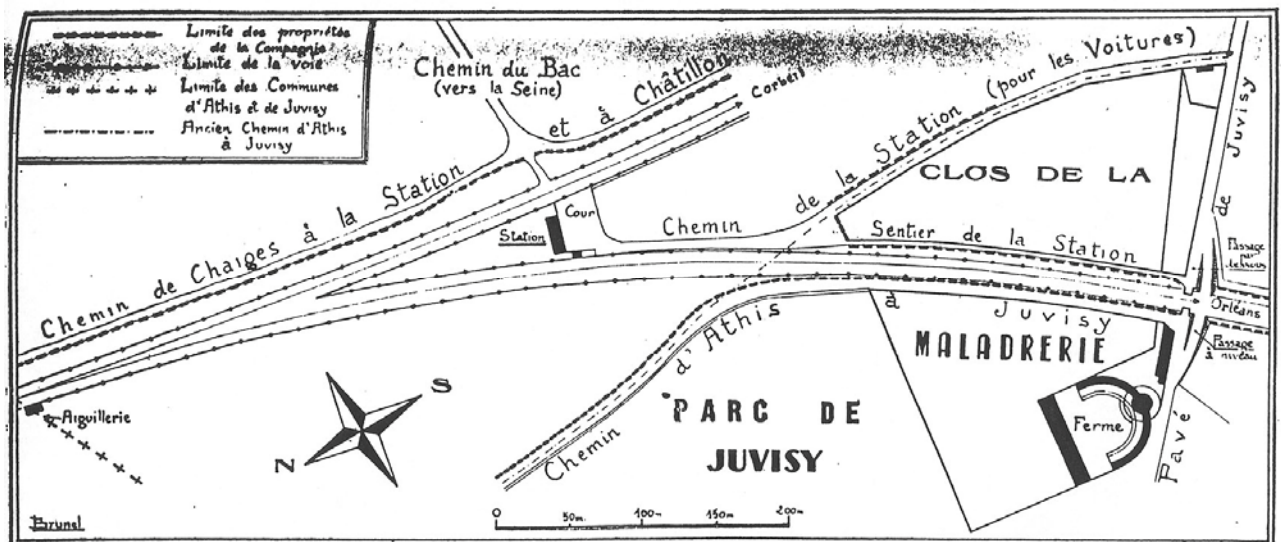 Limite des propriétés
de la Compagnie
Limite de la voie
Limite des Communes
d'Athis et de Juvisy
Ancien Chemin d'Athis
à Juvisy
Chemin du Bac
(vers la Seine)
Chemin de Chaiges à la Station et à Châtillon
Corbeil
Station
Cour
Chemin de la Station (pour les Voitures)
Sentier de la Station
CLOS DE LA
MALADRERIE
Pavé de Juvisy
Passage
par
dessous
Orléans
Passage
à niveau
Chemin d'Athis à Juvisy
Ferme
PARC DE
JUVISY
Aiguillerie
N
S
0 50m. 100m 150m 200m
Brunel